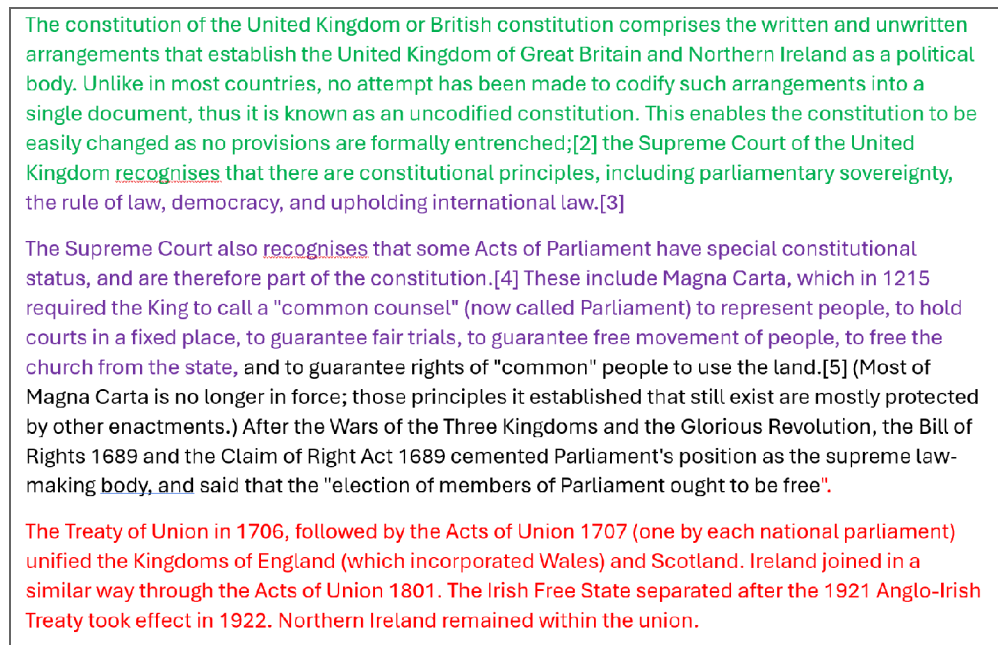 The constitution of the United Kingdom or British constitution comprises the written and unwritten
arrangements that establish the United Kingdom of Great Britain and Northern Ireland as a political
body. Unlike in most countries, no attempt has been made to codify such arrangements into a
single document, thus it is known as an uncodified constitution. This enables the constitution to be
easily changed as no provisions are formally entrenched;[2] the Supreme Court of the United
Kingdom recognises that there are constitutional principles, including parliamentary sovereignty,
the rule of law, democracy, and upholding international law.[3]
The Supreme Court also recognises that some Acts of Parliament have special constitutional
status, and are therefore part of the constitution.[4] These include Magna Carta, which in 1215
required the King to call a "common counsel" (now called Parliament) to represent people, to hold
courts in a fixed place, to guarantee fair trials, to guarantee free movement of people, to free the
church from the state, and to guarantee rights of "common" people to use the land.[5] (Most of
Magna Carta is no longer in force; those principles it established that still exist are mostly protected
by other enactments.) After the Wars of the Three Kingdoms and the Glorious Revolution, the Bill of
Rights 1689 and the Claim of Right Act 1689 cemented Parliament's position as the supreme law-
making body, and said that the "election of members of Parliament ought to be free".
The Treaty of Union in 1706, followed by the Acts of Union 1707 (one by each national parliament)
unified the Kingdoms of England (which incorporated Wales) and Scotland. Ireland joined in a
similar way through the Acts of Union 1801. The Irish Free State separated after the 1921 Anglo-Irish
Treaty took effect in 1922. Northern Ireland remained within the union.